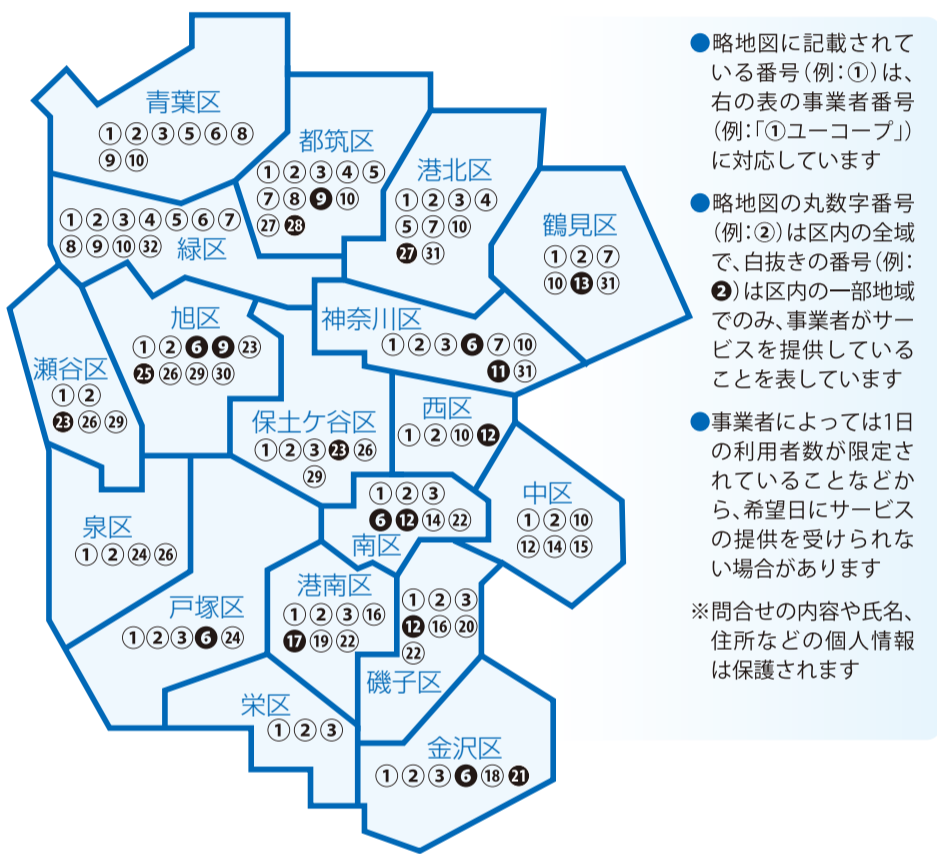 青葉区
①②③⑤⑥⑧
⑨⑩
都筑区
①②③④⑤
⑦⑧❾⑩
㉗㉘
港北区
①②③④
⑤⑦⑩
㉗㉛
鶴見区
①②⑦
⑩⓭㉛
①②③④⑤⑥⑦
⑧⑨⑩㉜
緑区
旭区
①②❻❾㉓
㉕㉖㉙㉚
神奈川区
①②③❻⑦⑩
⓫㉛
瀬谷区
①②
㉓㉖㉙
保土ケ谷区
①②③㉓㉖
㉙
西区
①②⑩⓬
中区
①②⑩
⑫⑭⑮
①②③
❻⓬⑭㉒
南区
泉区
①②㉔㉖
戸塚区
①②③❻㉔
港南区
①②③⑯
⓱⑲㉒
①②③
⓬⑯⑳
㉒
磯子区
栄区
①②③
金沢区
①②③❻⑱㉑
●略地図に記載されて
いる番号(例:①)は、
右の表の事業者番号
(例:「①ユーコープ」)
に対応しています
●略地図の丸数字番号
(例:②)は区内の全域
で、白抜きの番号(例:
❷)は区内の一部地域
でのみ、事業者がサー
ビスを提供している
ことを表しています
●事業者によっては1日
の利用者数が限定さ
れていることなどか
ら、希望日にサービス
の提供を受けられな
い場合があります
※問合せの内容や氏名、
住所などの個人情報
は保護されます